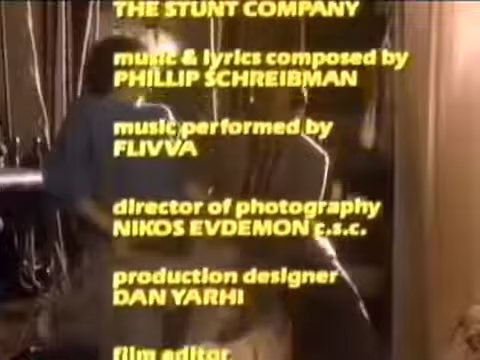 THE STUNT COMPANY
music & lyrics composed by
PHILLIP SCHREIBMAN
music performed by
FLIVVA
director of photography
NIKOS EVDEMON c.s.c.
production designer
DAN YARHI
film editor